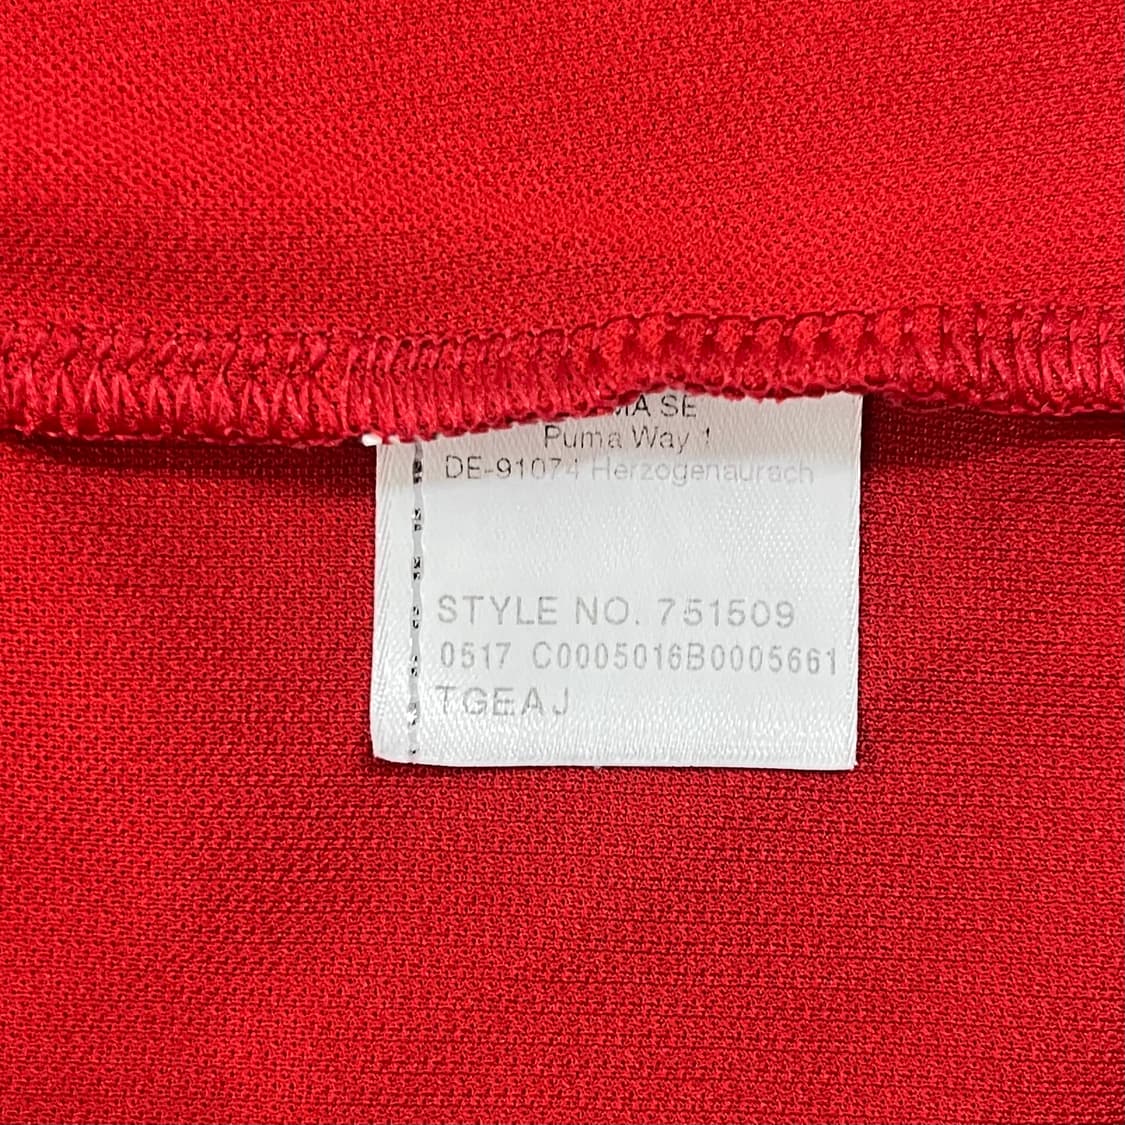 MA SE
Puma Way 1
DE-91074 Herzogenaurach
STYLE NO. 751509
0517 C0005016B0005661
TGEAJ